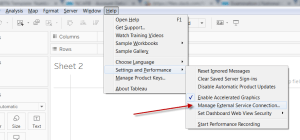 Analysis Map Format Server Window Help
Columns
Rows
Sheet 2
Open Help F1
Get Support...
Watch Training Videos
Sample Workbooks
Sample Gallery
Choose Language
Settings and Performance
Manage Product Keys...
About Tableau
Reset Ignored Messages
Clear Saved Server Sign-ins
Disable Automatic Product Updates
Enable Accelerated Graphics
Manage External Service Connection...
Set Dashboard Web View Security
Start Performance Recording